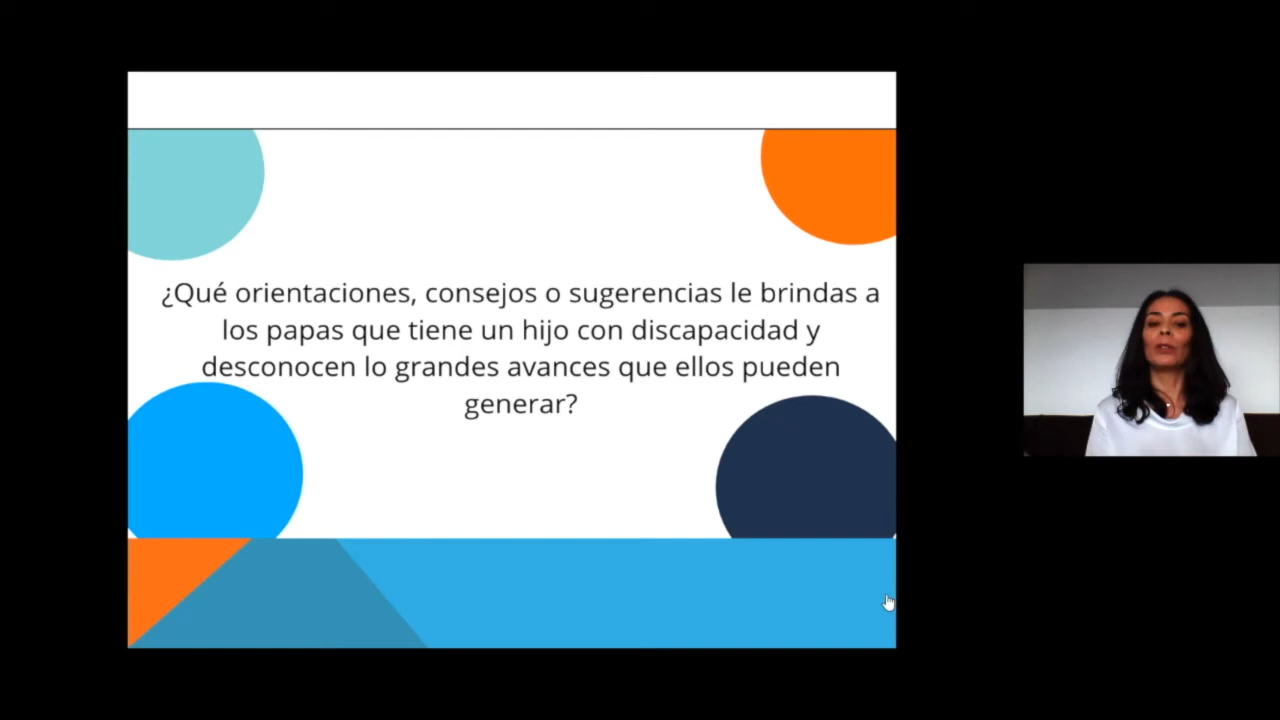 ¿Qué orientaciones, consejos o sugerencias le brindas a
los papas que tiene un hijo con discapacidad y
desconocen lo grandes avances que ellos pueden
generar?